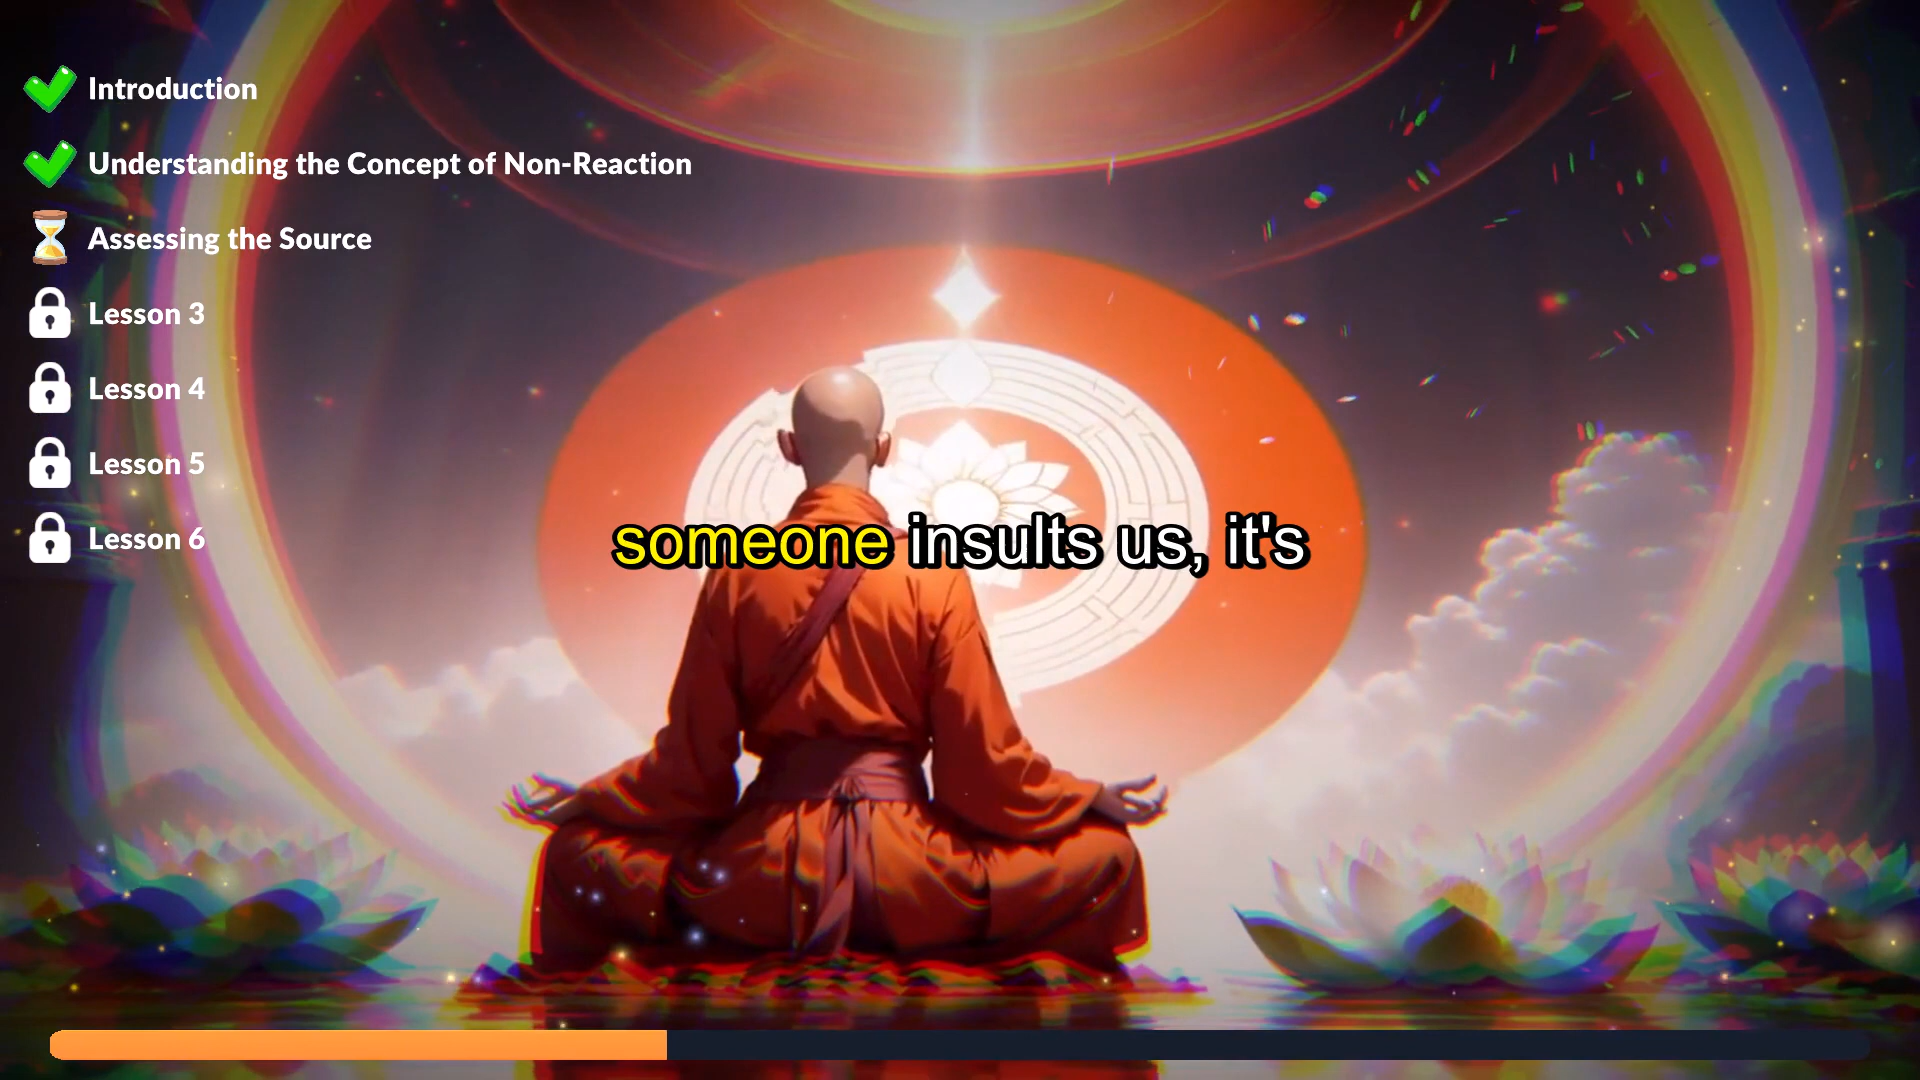 Introduction
Understanding the Concept of Non-Reaction
Assessing the Source
Lesson 3
Lesson 4
Lesson 5
Lesson 6
someone insults us, it's